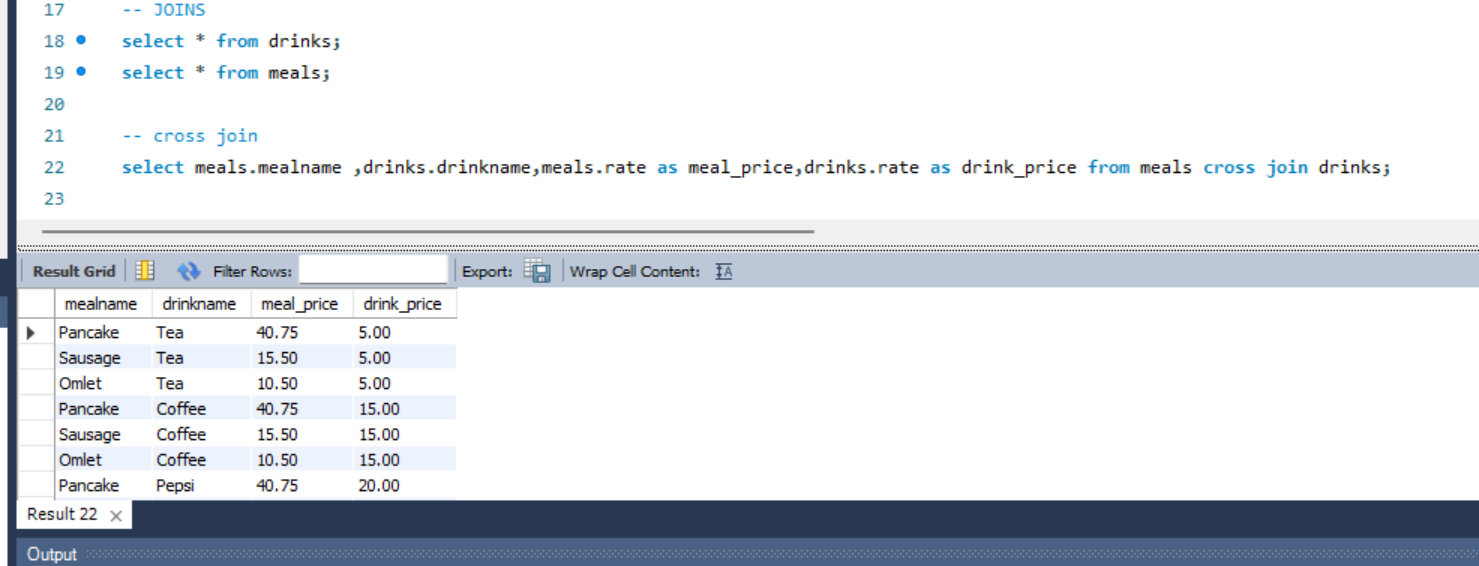 17 -- JOINS
18 select * from drinks;
19 select * from meals;
20
21 -- cross join
22 select meals.mealname ,drinks.drinkname,meals.rate as meal_price,drinks.rate as drink_price from meals cross join drinks;
23
Result Grid Filter Rows: Export: Wrap Cell Content: IA
mealname drinkname meal_price drink_price
Pancake Tea 40.75 5.00
Sausage Tea 15.50 5.00
Omlet Tea 10.50 5.00
Pancake Coffee 40.75 15.00
Sausage Coffee 15.50 15.00
Omlet Coffee 10.50 15.00
Pancake Pepsi 40.75 20.00
Result 22 ×
Output